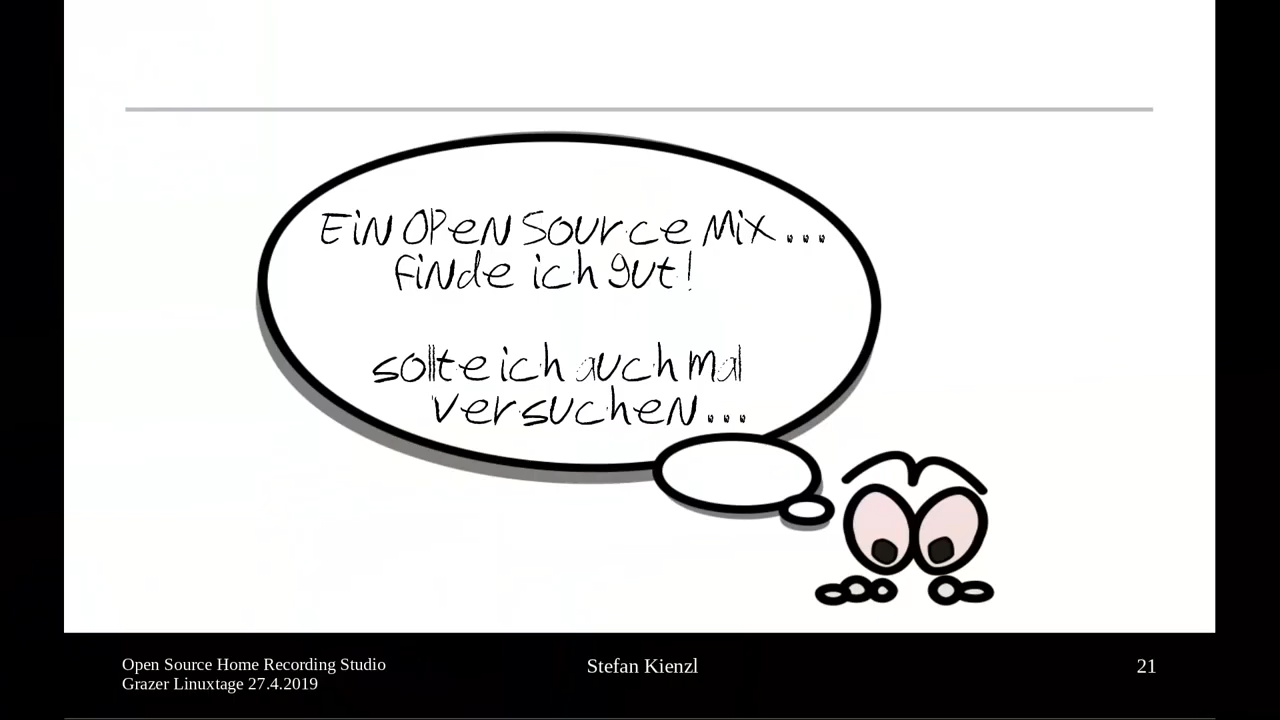 Ein Open Source Mix...
finde ich gut!
sollte ich auch mal
versuchen...
Open Source Home Recording Studio
Grazer Linuxtage 27.4.2019
Stefan Kienzl
21